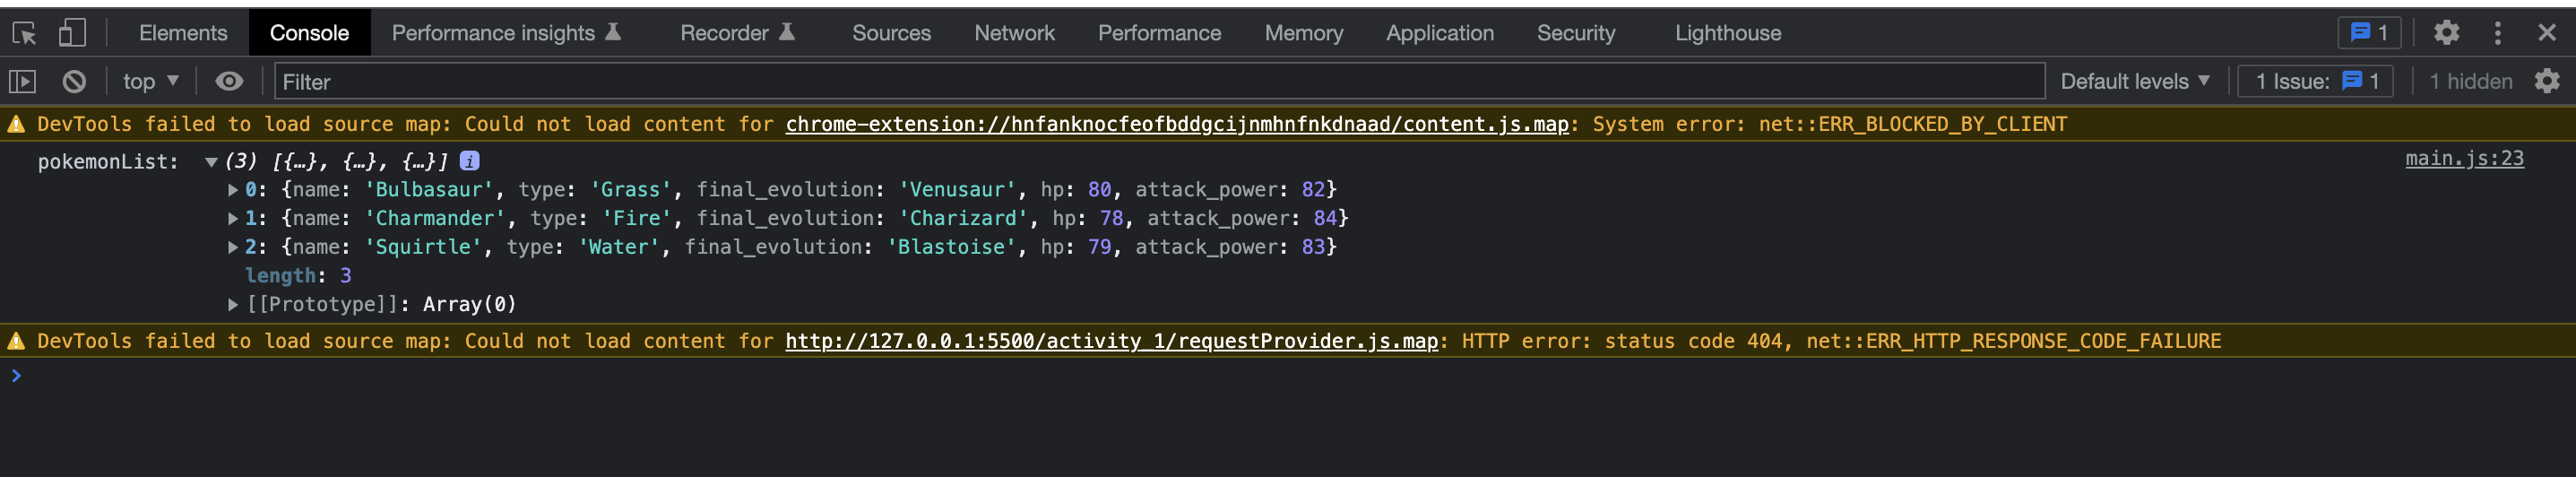 Elements Console Performance insights Recorder Sources Network Performance Memory Application Security Lighthouse 1
top ▼ Filter Default levels ▼ 1 Issue: 1 1 hidden
DevTools failed to load source map: Could not load content for chrome-extension://hnfanknocfeofbddgcijnmhnfnkdnaad/content.js.map: System error: net::ERR_BLOCKED_BY_CLIENT
pokemonList: ▼(3) [{…}, {…}, {…}] i main.js:23
▶0: {name: 'Bulbasaur', type: 'Grass', final_evolution: 'Venusaur', hp: 80, attack_power: 82}
▶1: {name: 'Charmander', type: 'Fire', final_evolution: 'Charizard', hp: 78, attack_power: 84}
▶2: {name: 'Squirtle', type: 'Water', final_evolution: 'Blastoise', hp: 79, attack_power: 83}
length: 3
▶[[Prototype]]: Array(0)
DevTools failed to load source map: Could not load content for http://127.0.0.1:5500/activity_1/requestProvider.js.map: HTTP error: status code 404, net::ERR_HTTP_RESPONSE_CODE_FAILURE
>